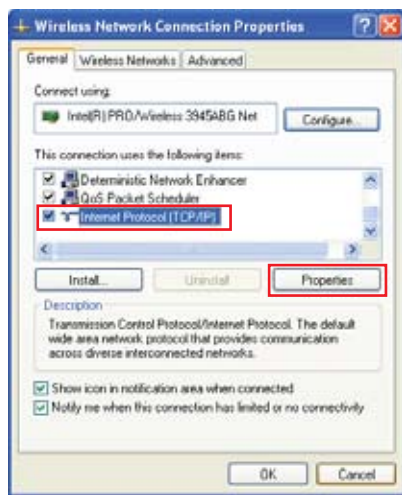 Wireless Network Connection Properties
General Wireless Networks Advanced
Connect using:
Intel(R) PRO/Wireless 3945ABG Net Configure...
This connection uses the following items:
Deterministic Network Enhancer
QoS Packet Scheduler
Internet Protocol (TCP/IP)
Install... Uninstall Properties
Description
Transmission Control Protocol/Internet Protocol. The default
wide area network protocol that provides communication
across diverse interconnected networks.
Show icon in notification area when connected
Notify me when this connection has limited or no connectivity
OK Cancel